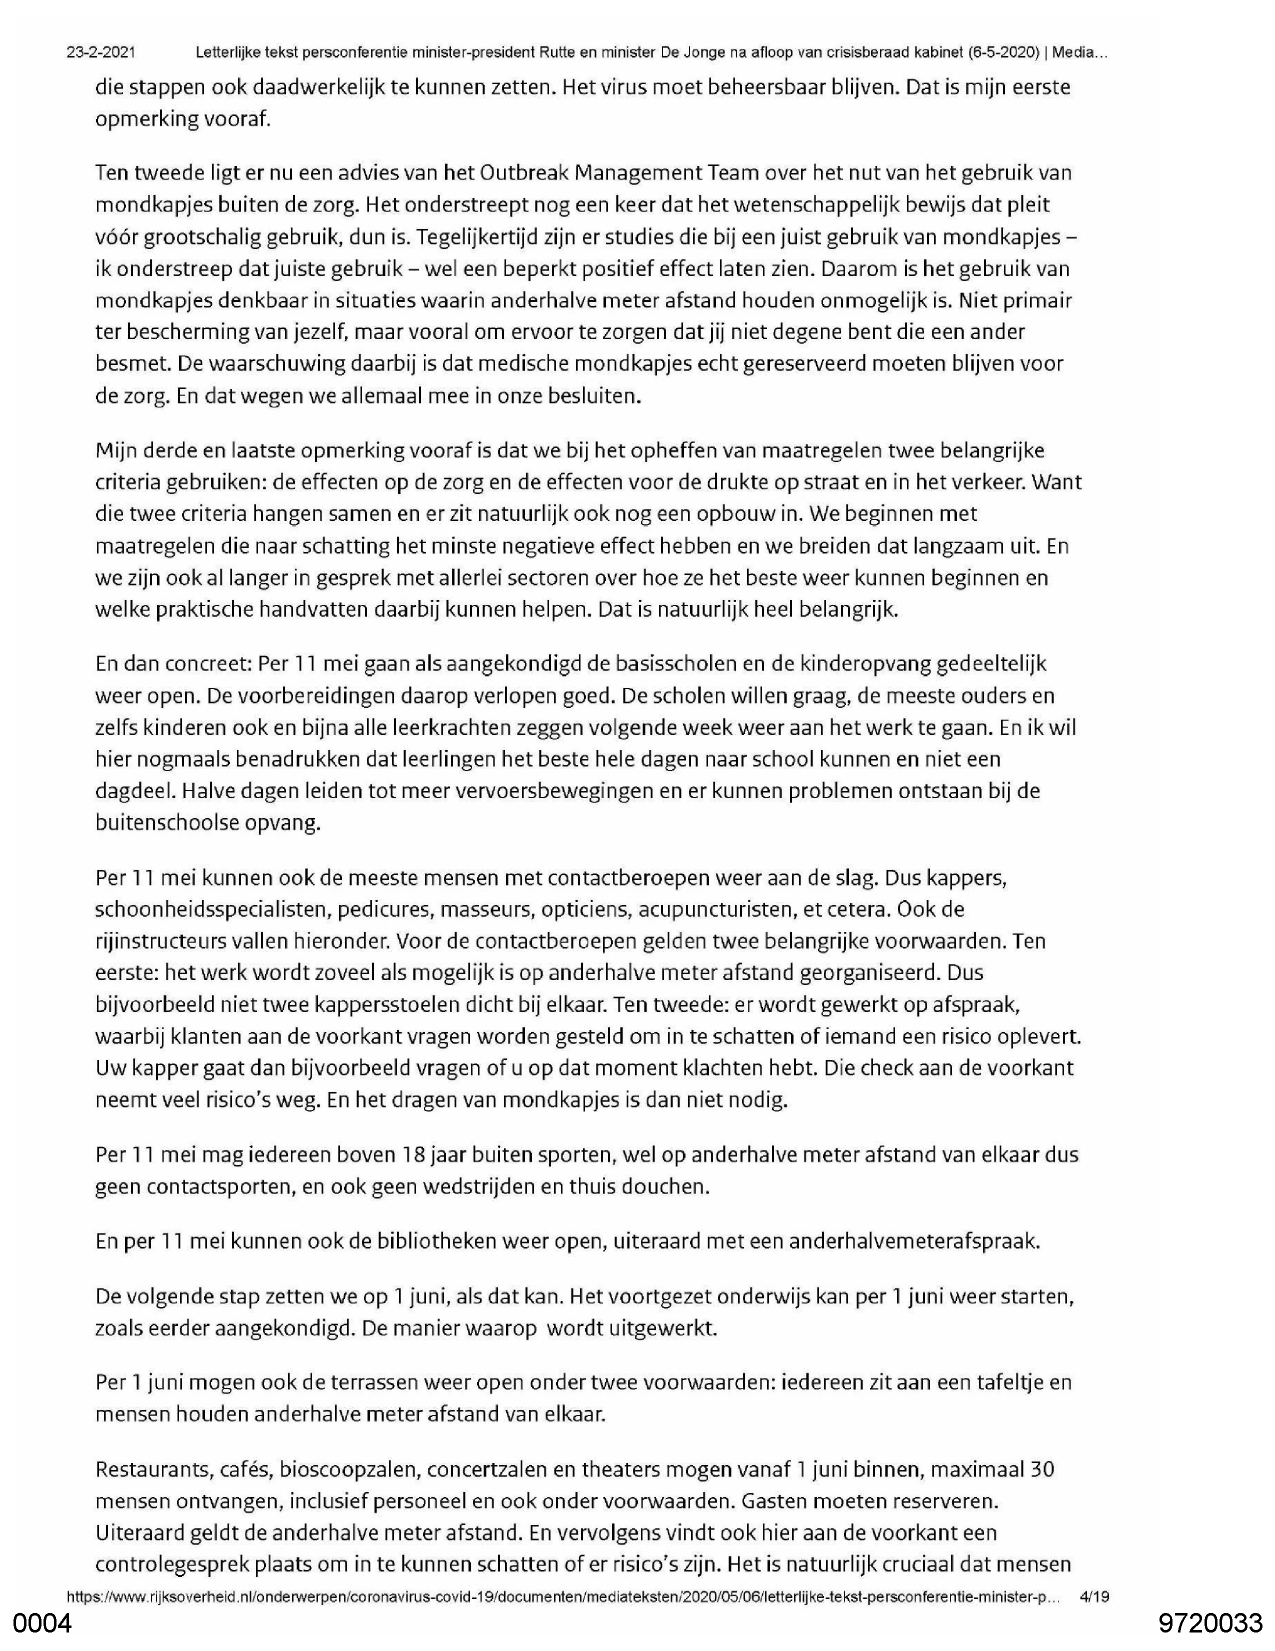 23-2-2021 Letterlijke tekst persconferentie minister-president Rutte en minister De Jonge na afloop van crisisberaad kabinet (6-5-2020) | Media...
die stappen ook daadwerkelijk te kunnen zetten. Het virus moet beheersbaar blijven. Dat is mijn eerste
opmerking vooraf.
Ten tweede ligt er nu een advies van het Outbreak Management Team over het nut van het gebruik van
mondkapjes buiten de zorg. Het onderstreept nog een keer dat het wetenschappelijk bewijs dat pleit
vóór grootschalig gebruik, dun is. Tegelijkertijd zijn er studies die bij een juist gebruik van mondkapjes –
ik onderstreep dat juiste gebruik – wel een beperkt positief effect laten zien. Daarom is het gebruik van
mondkapjes denkbaar in situaties waarin anderhalve meter afstand houden onmogelijk is. Niet primair
ter bescherming van jezelf, maar vooral om ervoor te zorgen dat jij niet degene bent die een ander
besmet. De waarschuwing daarbij is dat medische mondkapjes echt gereserveerd moeten blijven voor
de zorg. En dat wegen we allemaal mee in onze besluiten.
Mijn derde en laatste opmerking vooraf is dat we bij het opheffen van maatregelen twee belangrijke
criteria gebruiken: de effecten op de zorg en de effecten voor de drukte op straat en in het verkeer. Want
die twee criteria hangen samen en er zit natuurlijk ook nog een opbouw in. We beginnen met
maatregelen die naar schatting het minste negatieve effect hebben en we breiden dat langzaam uit. En
we zijn ook al langer in gesprek met allerlei sectoren over hoe ze het beste weer kunnen beginnen en
welke praktische handvatten daarbij kunnen helpen. Dat is natuurlijk heel belangrijk.
En dan concreet: Per 11 mei gaan als aangekondigd de basisscholen en de kinderopvang gedeeltelijk
weer open. De voorbereidingen daarop verlopen goed. De scholen willen graag, de meeste ouders en
zelfs kinderen ook en bijna alle leerkrachten zeggen volgende week weer aan het werk te gaan. En ik wil
hier nogmaals benadrukken dat leerlingen het beste hele dagen naar school kunnen en niet een
dagdeel. Halve dagen leiden tot meer vervoersbewegingen en er kunnen problemen ontstaan bij de
buitenschoolse opvang.
Per 11 mei kunnen ook de meeste mensen met contactberoepen weer aan de slag. Dus kappers,
schoonheidsspecialisten, pedicures, masseurs, opticiens, acupuncturisten, et cetera. Ook de
rijinstructeurs vallen hieronder. Voor de contactberoepen gelden twee belangrijke voorwaarden. Ten
eerste: het werk wordt zoveel als mogelijk is op anderhalve meter afstand georganiseerd. Dus
bijvoorbeeld niet twee kappersstoelen dicht bij elkaar. Ten tweede: er wordt gewerkt op afspraak,
waarbij klanten aan de voorkant vragen worden gesteld om in te schatten of iemand een risico oplevert.
Uw kapper gaat dan bijvoorbeeld vragen of u op dat moment klachten hebt. Die check aan de voorkant
neemt veel risico’s weg. En het dragen van mondkapjes is dan niet nodig.
Per 11 mei mag iedereen boven 18 jaar buiten sporten, wel op anderhalve meter afstand van elkaar dus
geen contactsporten, en ook geen wedstrijden en thuis douchen.
En per 11 mei kunnen ook de bibliotheken weer open, uiteraard met een anderhalvemeterafspraak.
De volgende stap zetten we op 1 juni, als dat kan. Het voortgezet onderwijs kan per 1 juni weer starten,
zoals eerder aangekondigd. De manier waarop wordt uitgewerkt.
Per 1 juni mogen ook de terrassen weer open onder twee voorwaarden: iedereen zit aan een tafeltje en
mensen houden anderhalve meter afstand van elkaar.
Restaurants, cafés, bioscoopzalen, concertzalen en theaters mogen vanaf 1 juni binnen, maximaal 30
mensen ontvangen, inclusief personeel en ook onder voorwaarden. Gasten moeten reserveren.
Uiteraard geldt de anderhalve meter afstand. En vervolgens vindt ook hier aan de voorkant een
controlegesprek plaats om in te kunnen schatten of er risico’s zijn. Het is natuurlijk cruciaal dat mensen
https://www.rijksoverheid.nl/onderwerpen/coronavirus-covid-19/documenten/mediateksten/2020/05/06/letterlijke-tekst-persconferentie-minister-p... 4/19
0004 9720033